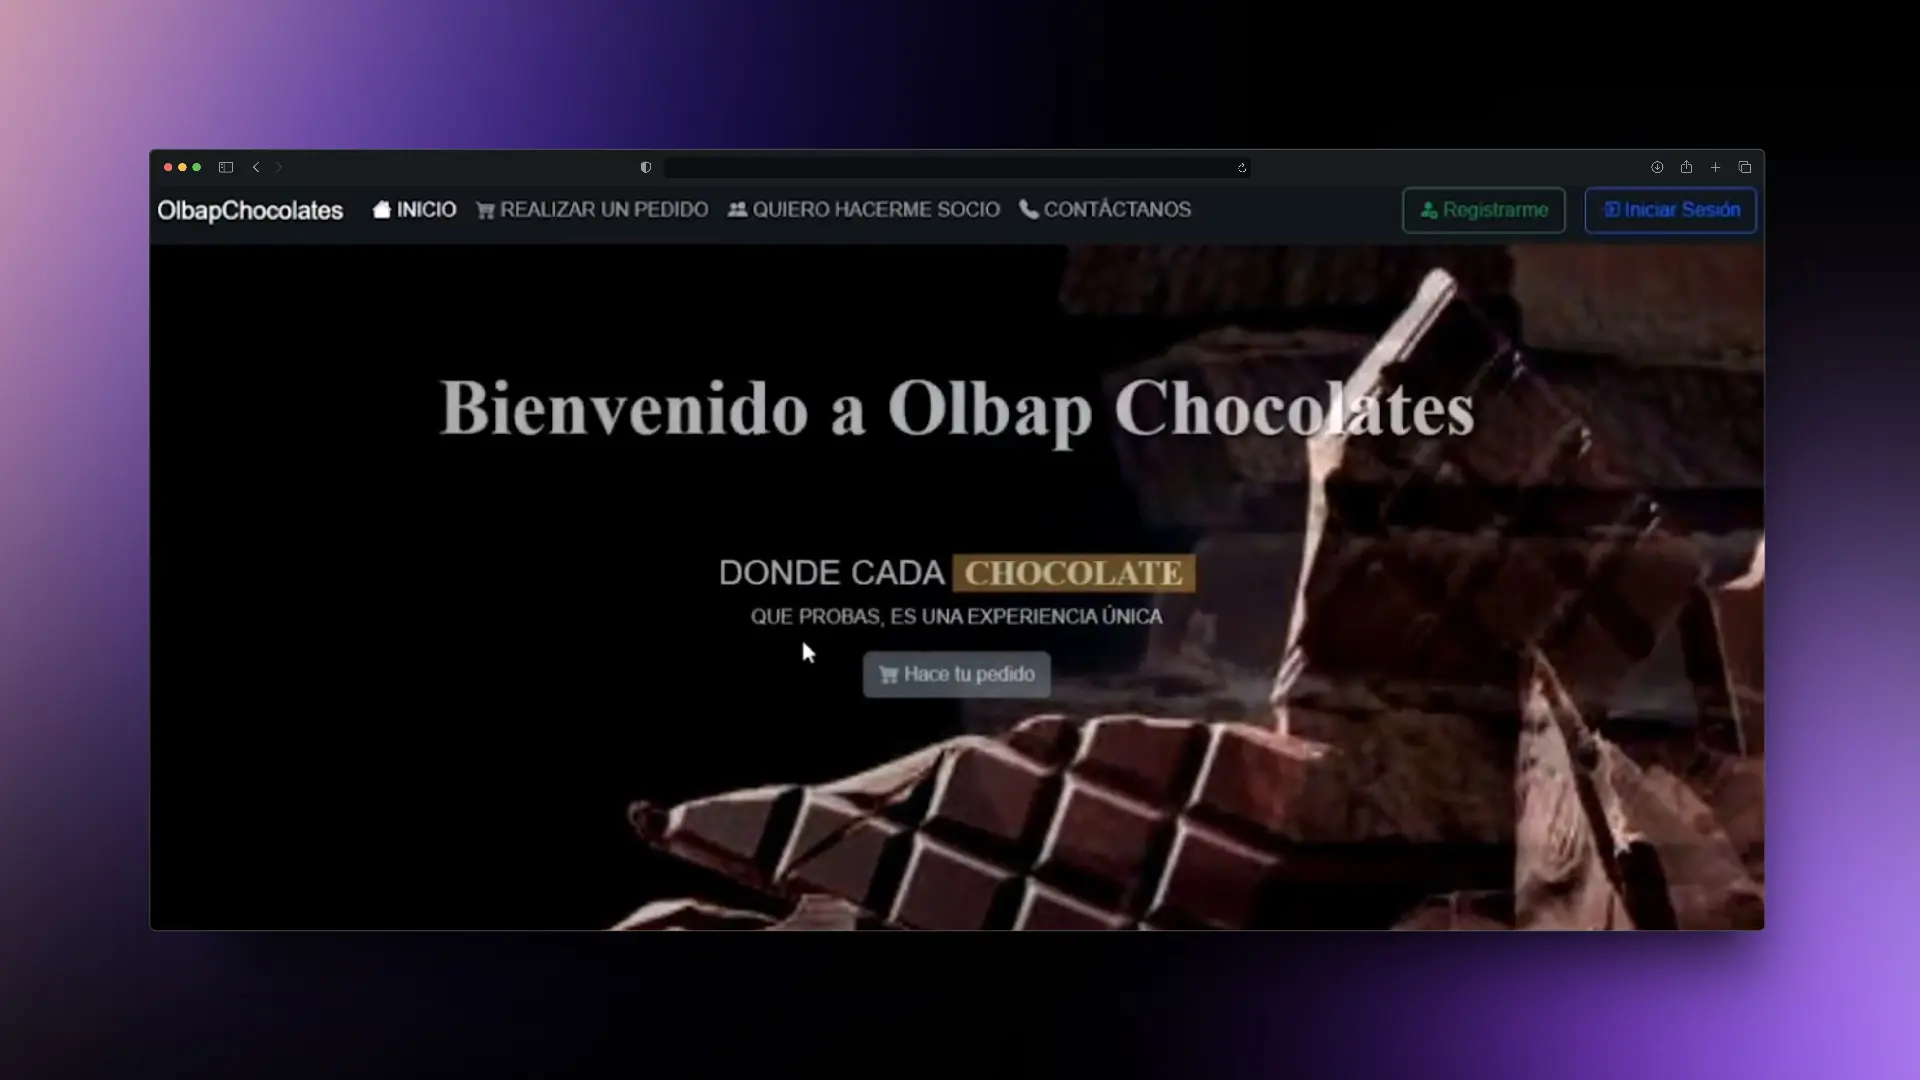 OlbapChocolates INICIO REALIZAR UN PEDIDO QUIERO HACERME SOCIO CONTÁCTANOS Registrarme Iniciar Sesión
Bienvenido a Olbap Chocolates
DONDE CADA CHOCOLATE
QUE PROBAS, ES UNA EXPERIENCIA ÚNICA
Hace tu pedido